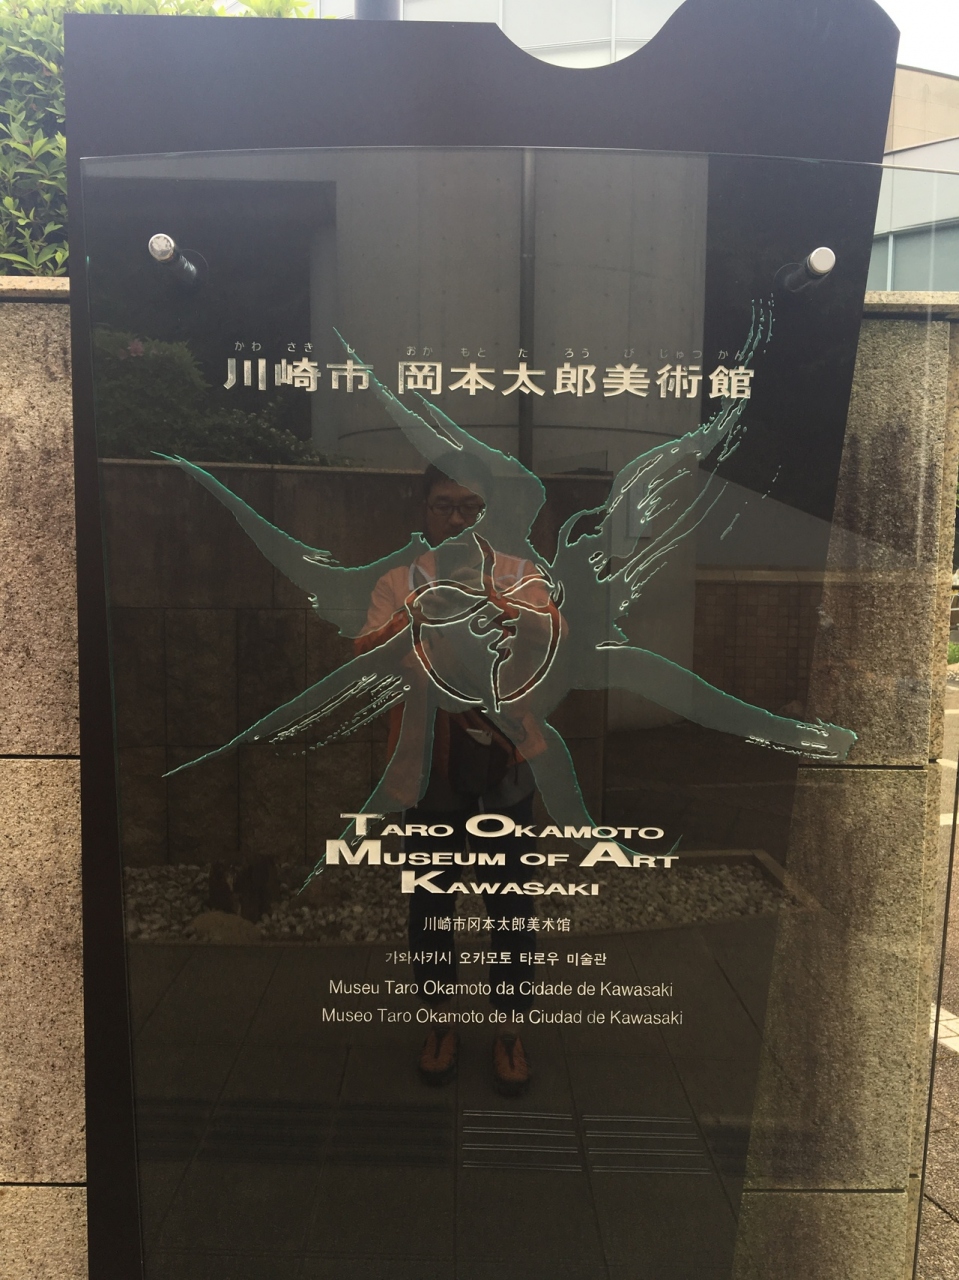 かわ さき し おか もと た ろう び じゅつ かん
川崎市 岡本太郎美術館
TARO OKAMOTO
MUSEUM OF ART
KAWASAKI
川崎市冈本太郎美术馆
가와사키시 오카모토 타로우 미술관
Museu Taro Okamoto da Cidade de Kawasaki
Museo Taro Okamoto de la Ciudad de Kawasaki